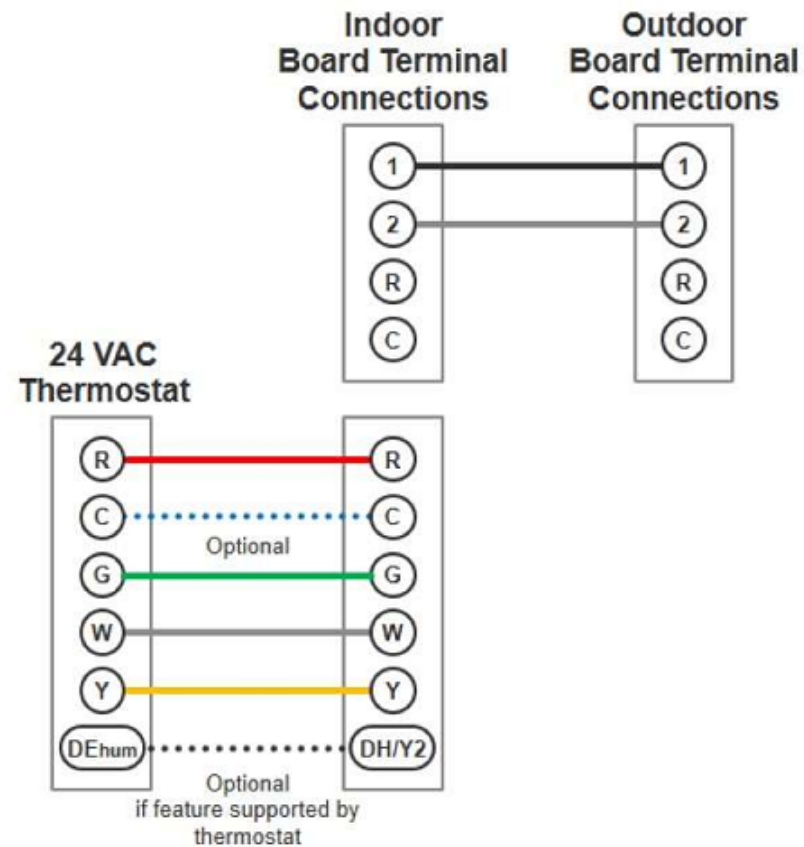 Indoor
Board Terminal
Connections
Outdoor
Board Terminal
Connections
1
1
2
2
R
R
C
C
24 VAC
Thermostat
R
R
C
C
Optional
G
G
W
W
Y
Y
DEhum
DH/Y2
Optional
if feature supported by
thermostat